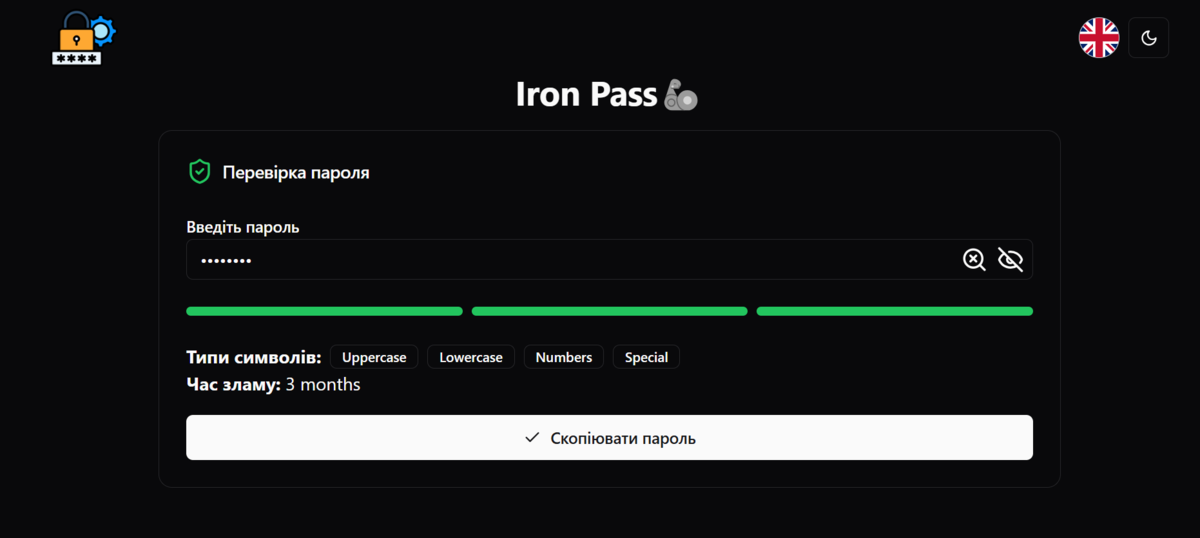 ****
Iron Pass
Перевірка пароля
Введіть пароль
••••••••
Типи символів: Uppercase Lowercase Numbers Special
Час зламу: 3 months
Скопіювати пароль